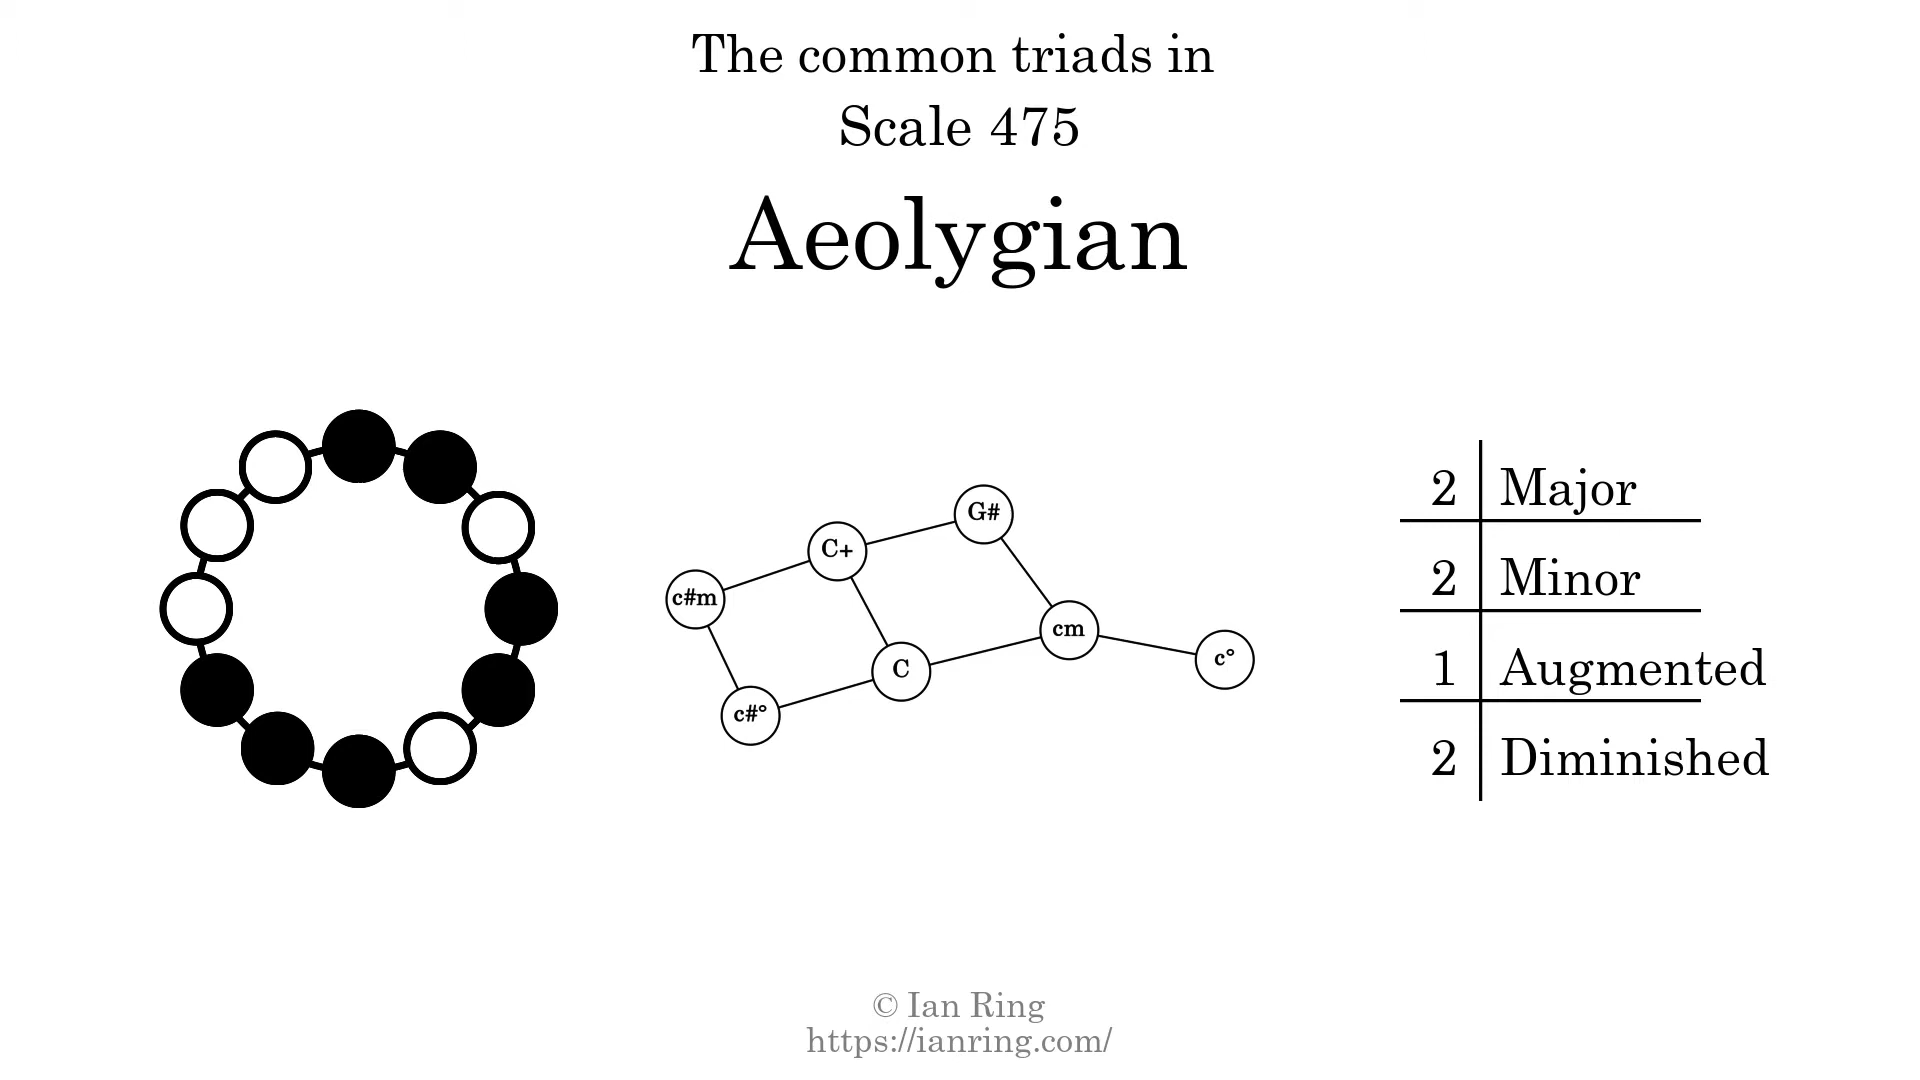 The common triads in
Scale 475
Aeolygian
G#
C+
c#m
cm
c°
C
c#°
2 Major
2 Minor
1 Augmented
2 Diminished
© Ian Ring
https://ianring.com/